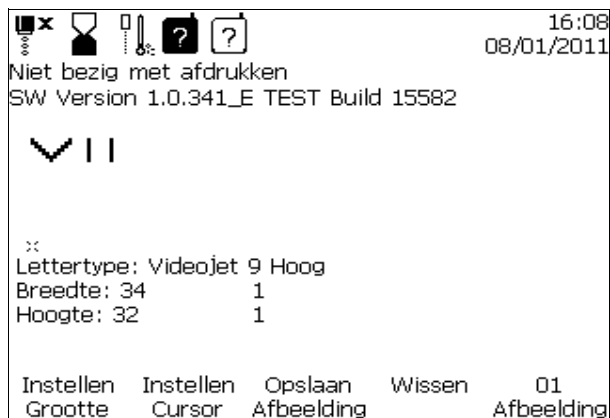 16:08
08/01/2011
Niet bezig met afdrukken
SW Version 1.0.341_E TEST Build 15582
VII
Lettertype: Videojet 9 Hoog
Breedte: 34 1
Hoogte: 32 1
Instellen Instellen Opslaan Wissen 01
Grootte Cursor Afbeelding Afbeelding